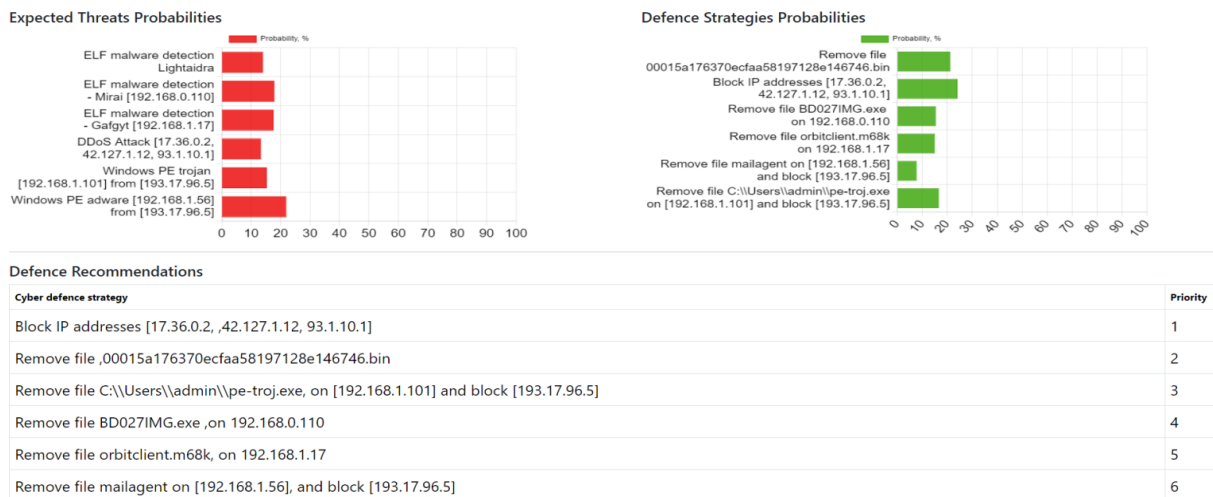 Expected Threats Probabilities
Probability, %
ELF malware detection
Lightaidra
ELF malware detection
- Mirai [192.168.0.110]
ELF malware detection
- Gafgyt [192.168.1.17]
DDoS Attack [17.36.0.2,
42.127.1.12, 93.1.10.1]
Windows PE trojan
[192.168.1.101] from [193.17.96.5]
Windows PE adware [192.168.1.56]
from [193.17.96.5]
0 10 20 30 40 50 60 70 80 90 100
Defence Strategies Probabilities
Probability, %
Remove file
00015a176370ecfaa58197128e146746.bin
Block IP addresses [17.36.0.2,
42.127.1.12, 93.1.10.1]
Remove file BD027IMG.exe
on 192.168.0.110
Remove file orbitclient.m68k
on 192.168.1.17
Remove file mailagent on [192.168.1.56]
and block [193.17.96.5]
Remove file C:\\Users\\admin\\pe-troj.exe
on [192.168.1.101] and block [193.17.96.5]
0 10 20 30 40 50 60 70 80 90 100
Defence Recommendations
Cyber defence strategy Priority
Block IP addresses [17.36.0.2, ,42.127.1.12, 93.1.10.1] 1
Remove file ,00015a176370ecfaa58197128e146746.bin 2
Remove file C:\\Users\\admin\\pe-troj.exe, on [192.168.1.101] and block [193.17.96.5] 3
Remove file BD027IMG.exe ,on 192.168.0.110 4
Remove file orbitclient.m68k, on 192.168.1.17 5
Remove file mailagent on [192.168.1.56], and block [193.17.96.5] 6